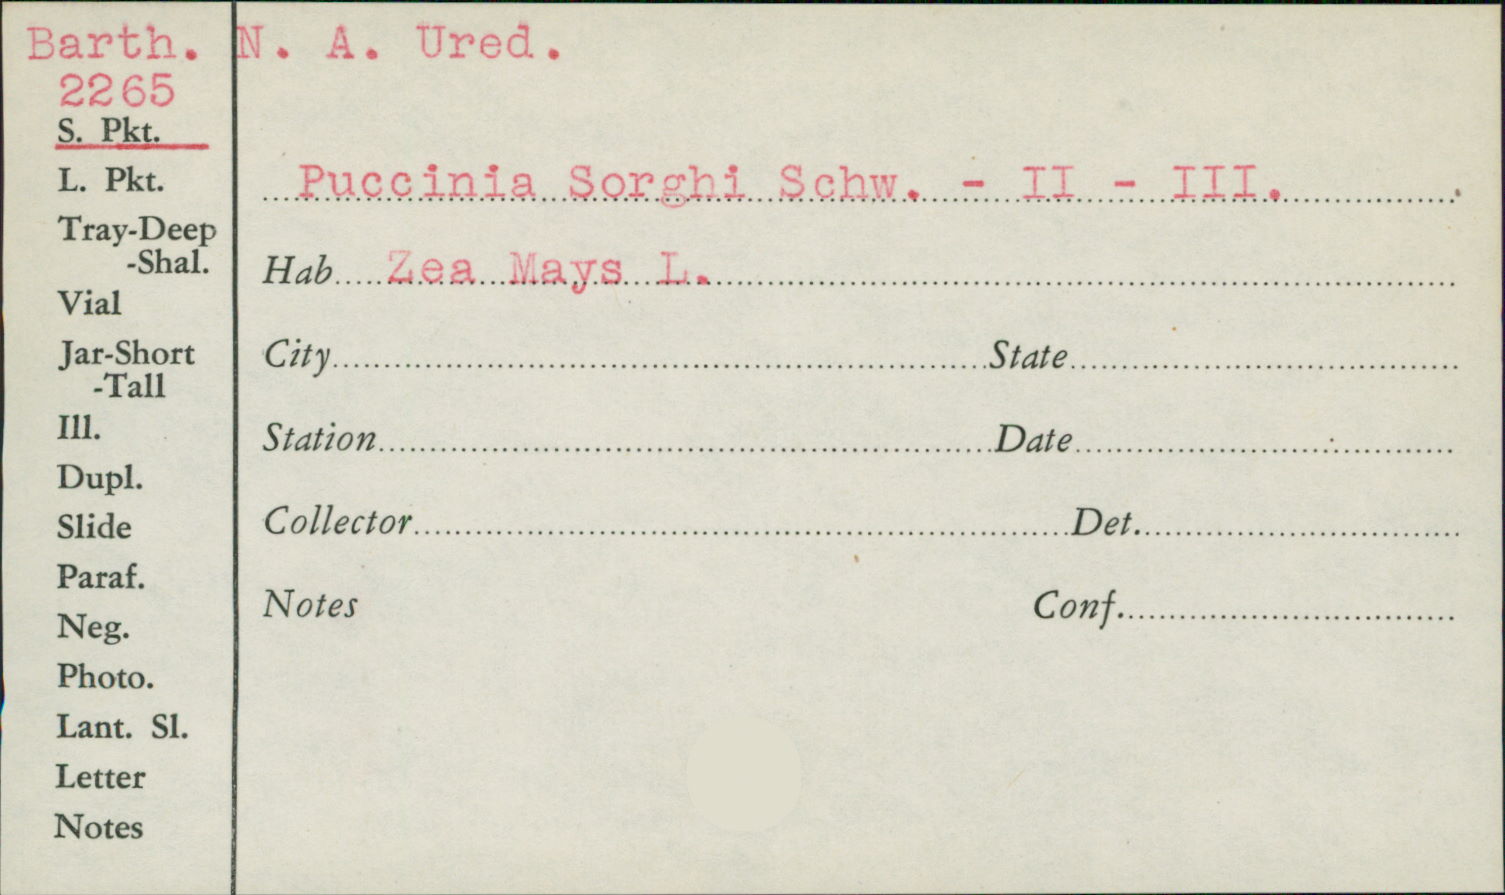 Barth. N. A. Ured.
2265
S. Pkt.
L. Pkt.
Tray-Deep
-Shal.
Vial
Jar-Short
-Tall
Ill.
Dupl.
Slide
Paraf.
Neg.
Photo.
Lant. Sl.
Letter
Notes
Puccinia Sorghi Schw. - II - III.
Hab Zea Mays L.
City State
Station Date
Collector Det.
Notes Conf.